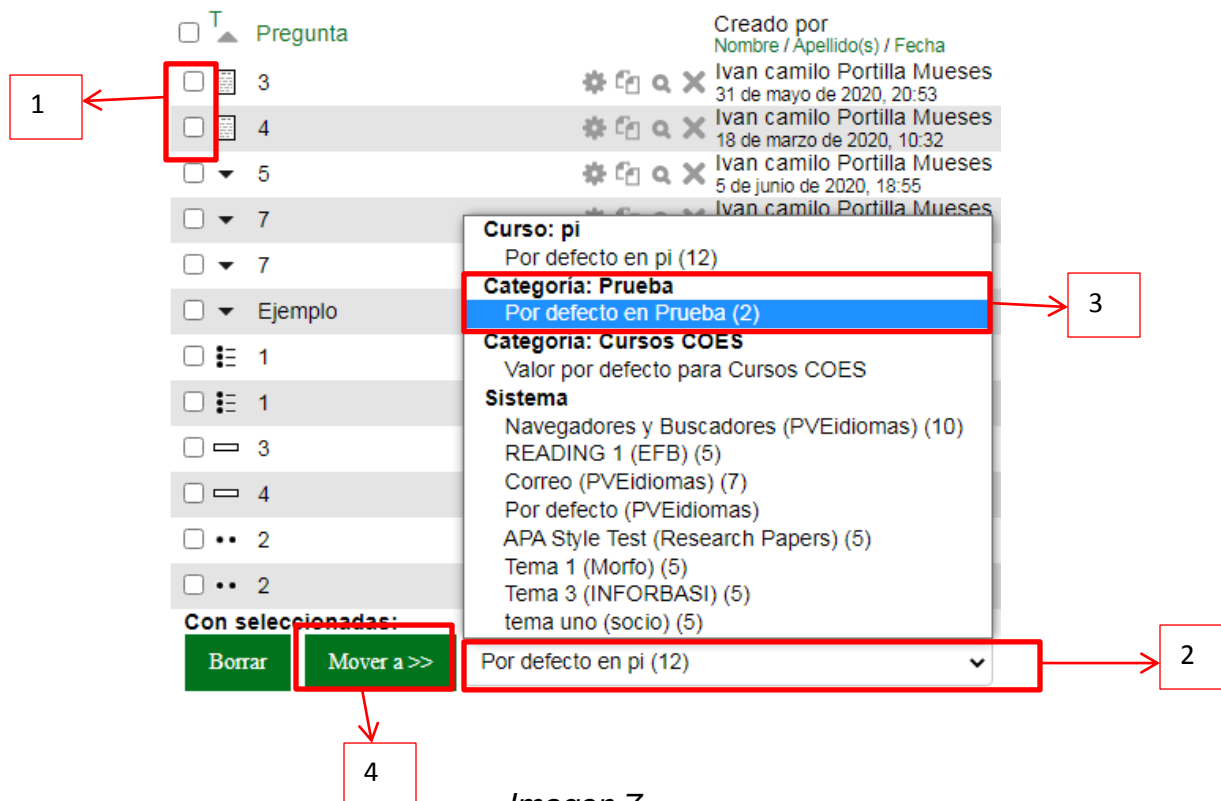 T
Pregunta
Creado por
Nombre / Apellido(s) / Fecha
1
3
Ivan camilo Portilla Mueses
31 de mayo de 2020, 20:53
4
Ivan camilo Portilla Mueses
18 de marzo de 2020, 10:32
5
Ivan camilo Portilla Mueses
5 de junio de 2020, 18:55
7
Ivan camilo Portilla Mueses
7
Ejemplo
1
1
3
4
2
2
Curso: pi
Por defecto en pi (12)
Categoría: Prueba
Por defecto en Prueba (2)
3
Categoría: Cursos COES
Valor por defecto para Cursos COES
Sistema
Navegadores y Buscadores (PVEidiomas) (10)
READING 1 (EFB) (5)
Correo (PVEidiomas) (7)
Por defecto (PVEidiomas)
APA Style Test (Research Papers) (5)
Tema 1 (Morfo) (5)
Tema 3 (INFORBASI) (5)
tema uno (socio) (5)
Con seleccionadas:
Borrar
Mover a >>
Por defecto en pi (12)
2
4
Imagen 7